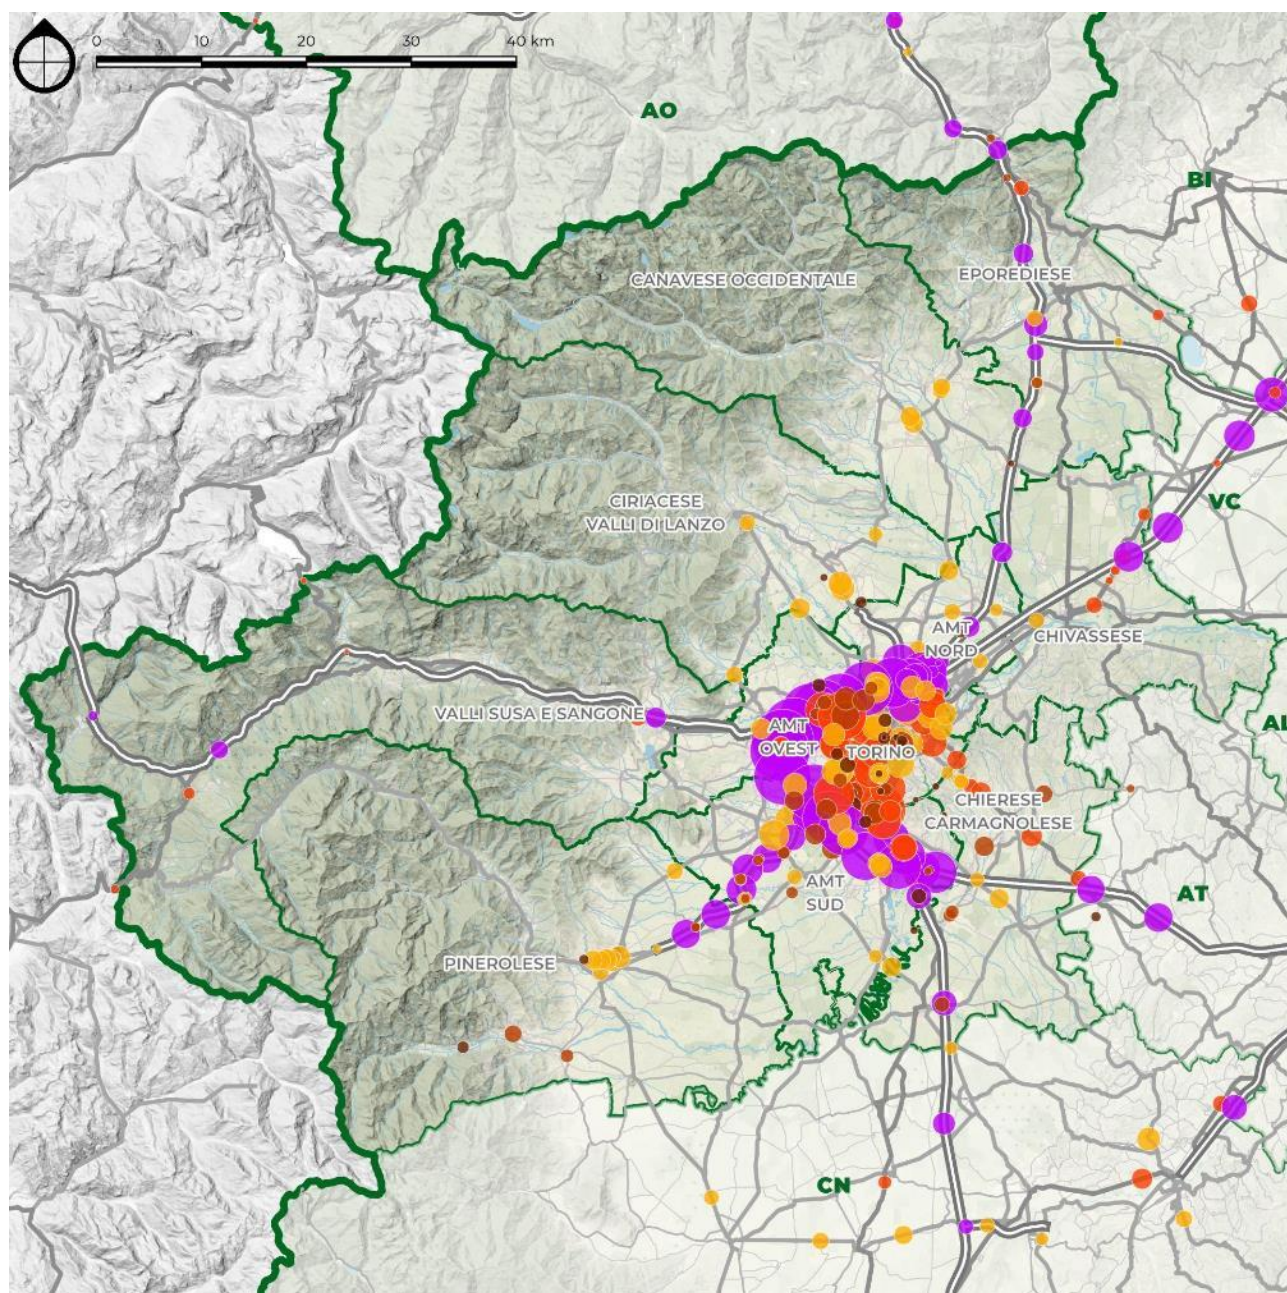 0 10 20 30 40 km
AO
BI
CANAVESE OCCIDENTALE
EPOREDIESE
CIRIACESE
VALLI DI LANZO
VC
AMT
NORD
CHIVASSESE
VALLI SUSA E SANGONE
AMT
OVEST
TORINO
CHIERESE
CARMAGNOLESE
AMT
SUD
AT
PINEROLESE
CN